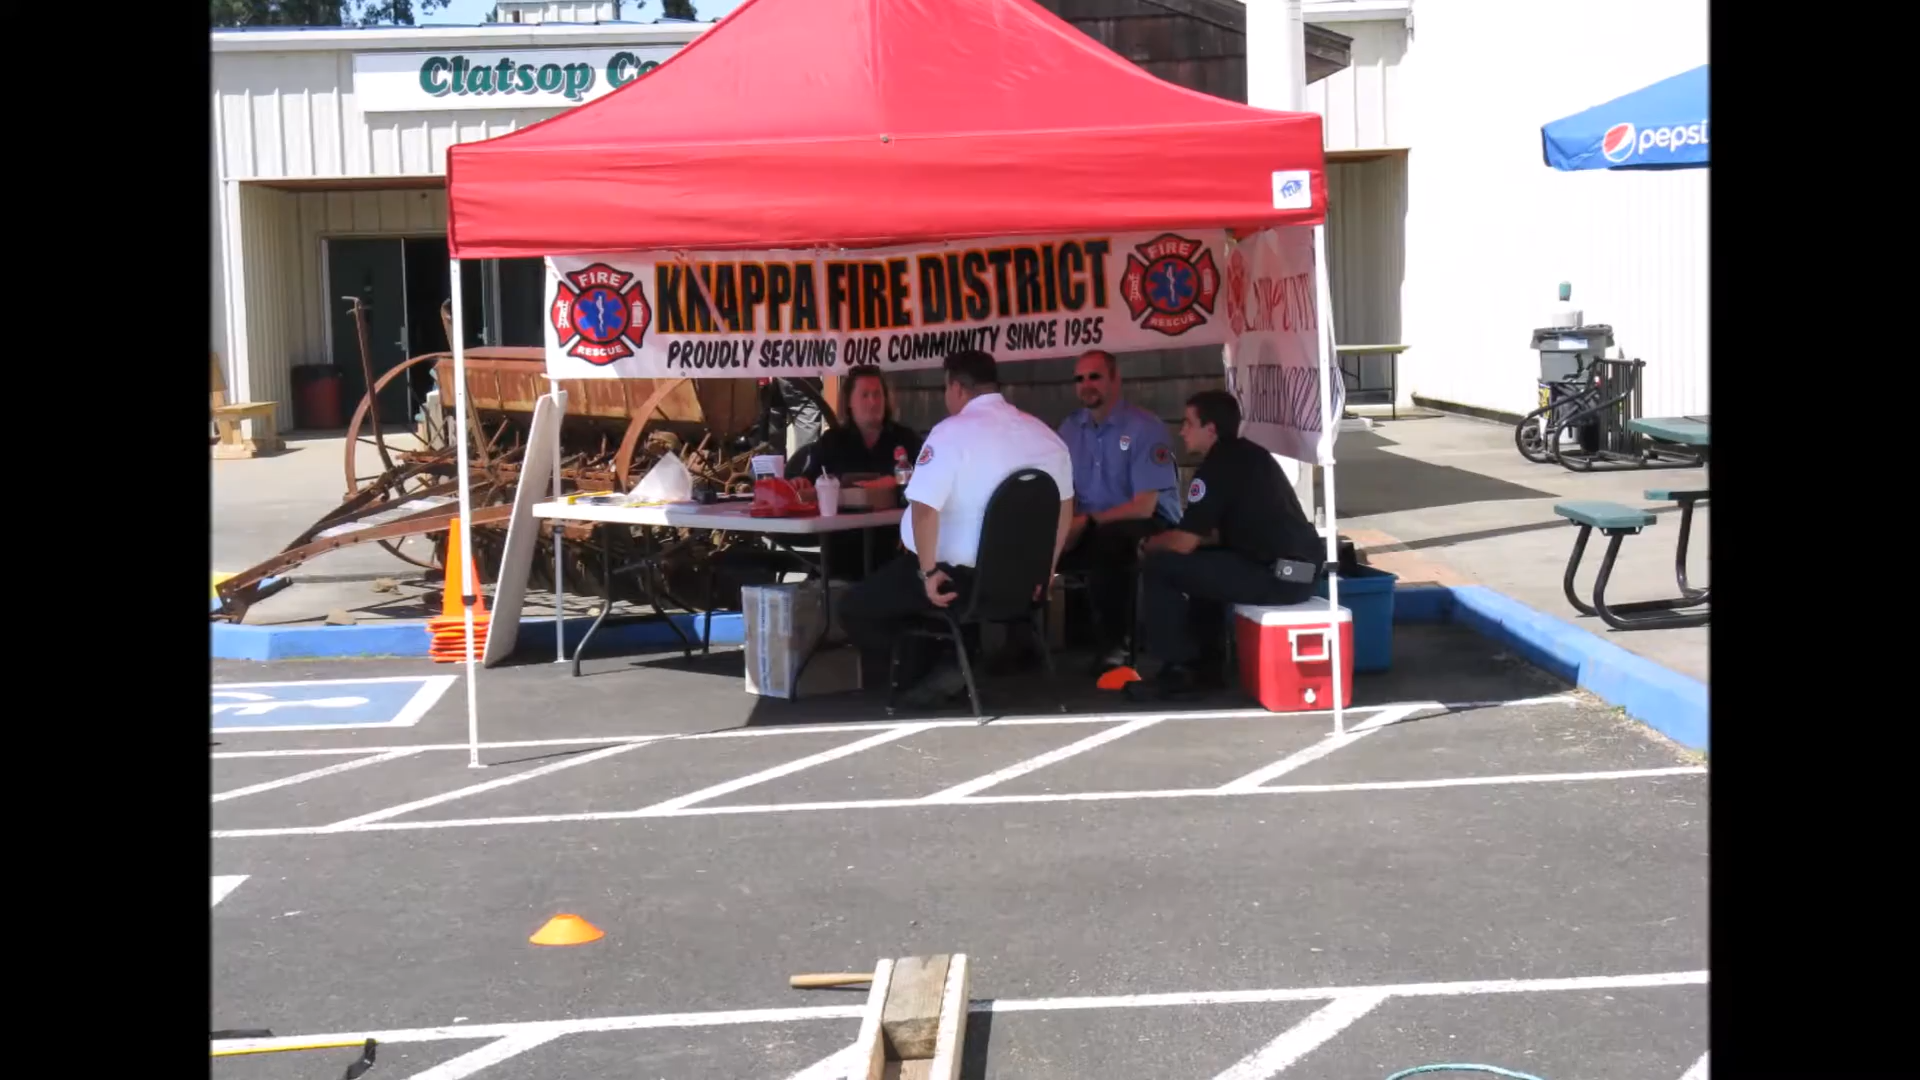 Clatsop Co
pepsi
FIRE
RESCUE
KNAPPA FIRE DISTRICT
PROUDLY SERVING OUR COMMUNITY SINCE 1955
FIRE
RESCUE